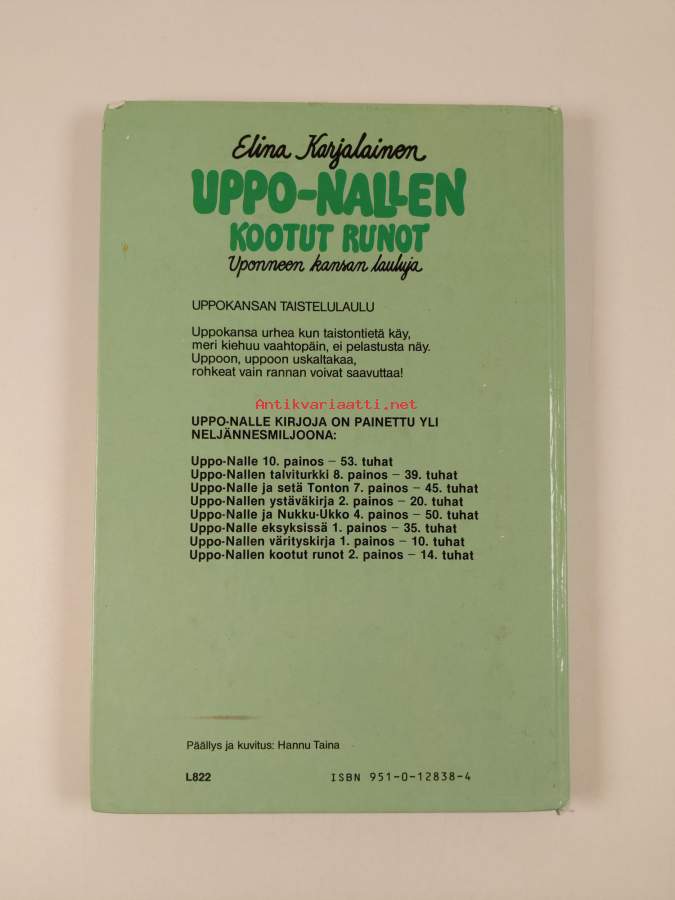 Elina Karjalainen
UPPO-NALLEN
KOOTUT RUNOT
Uponneen kansan lauluja
UPPOKANSAN TAISTELULAULU
Uppokansa urhea kun taistontietä käy,
meri kiehuu vaahtopäin, ei pelastusta näy.
Uppoon, uppoon uskaltakaa,
rohkeat vain rannan voivat saavuttaa!
Antikvariaatti.net
UPPO-NALLE KIRJOJA ON PAINETTU YLI
NELJÄNNESMILJOONA:
Uppo-Nalle 10. painos – 53. tuhat
Uppo-Nallen talviturkki 8. painos – 39. tuhat
Uppo-Nalle ja setä Tonton 7. painos – 45. tuhat
Uppo-Nallen ystäväkirja 2. painos – 20. tuhat
Uppo-Nalle ja Nukku-Ukko 4. painos – 50. tuhat
Uppo-Nalle eksyksissä 1. painos – 35. tuhat
Uppo-Nallen värityskirja 1. painos – 10. tuhat
Uppo-Nallen kootut runot 2. painos – 14. tuhat
Päällys ja kuvitus: Hannu Taina
L822 ISBN 951-0-12838-4